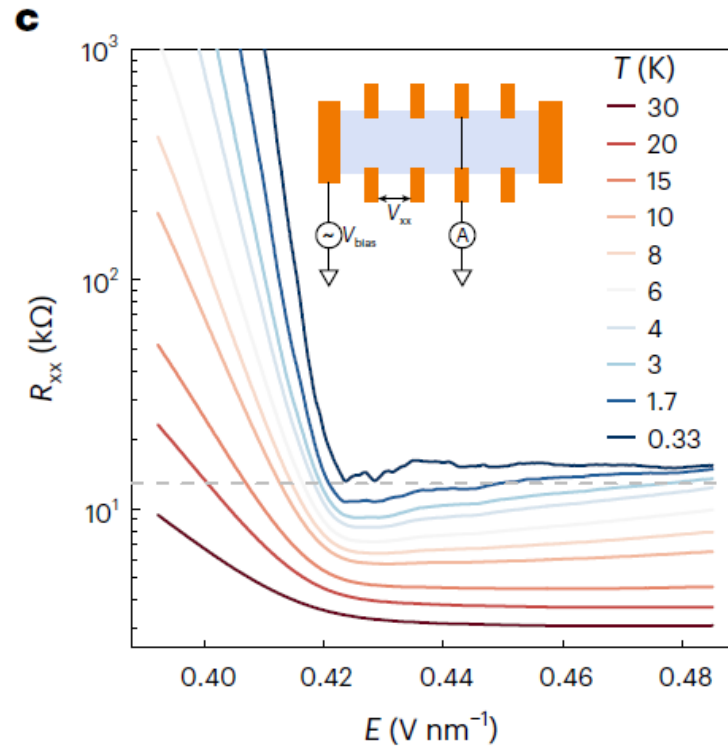 c
10³
10²
10¹
R_xx (kΩ)
V_xx
~ V_bias
A
T (K)
30
20
15
10
8
6
4
3
1.7
0.33
0.40 0.42 0.44 0.46 0.48
E (V nm⁻¹)